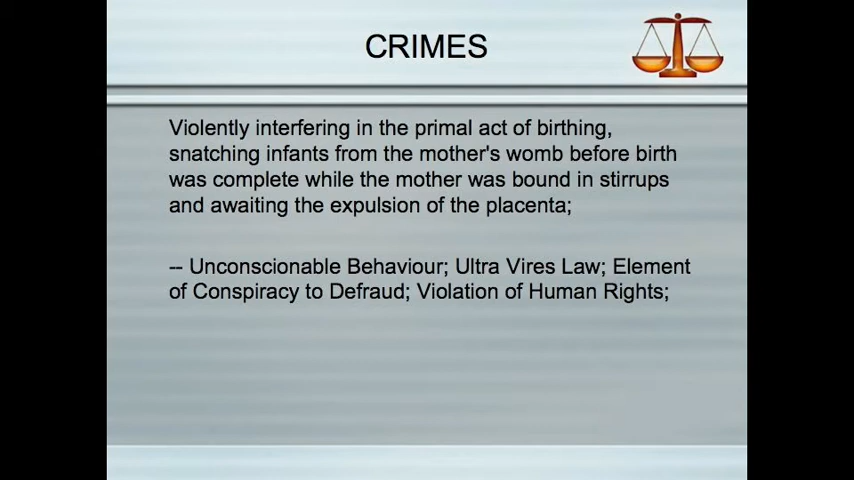 CRIMES
Violently interfering in the primal act of birthing,
snatching infants from the mother's womb before birth
was complete while the mother was bound in stirrups
and awaiting the expulsion of the placenta;
-- Unconscionable Behaviour; Ultra Vires Law; Element
of Conspiracy to Defraud; Violation of Human Rights;